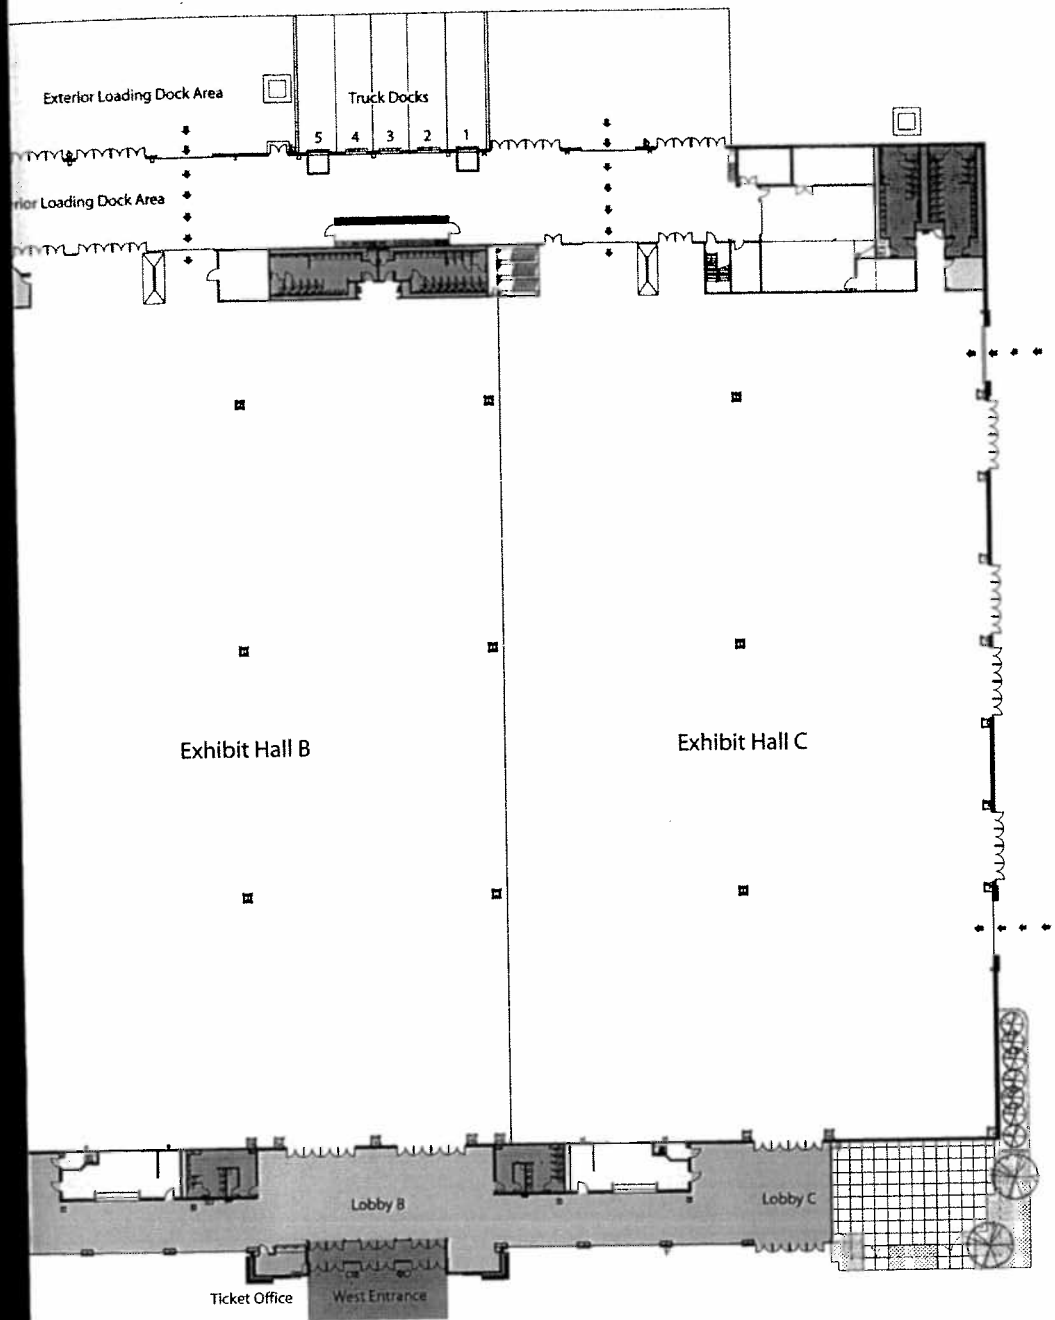 Exterior Loading Dock Area
Truck Docks
5 4 3 2 1
Loading Dock Area
Exhibit Hall B
Exhibit Hall C
Lobby B
Lobby C
Ticket Office
West Entrance